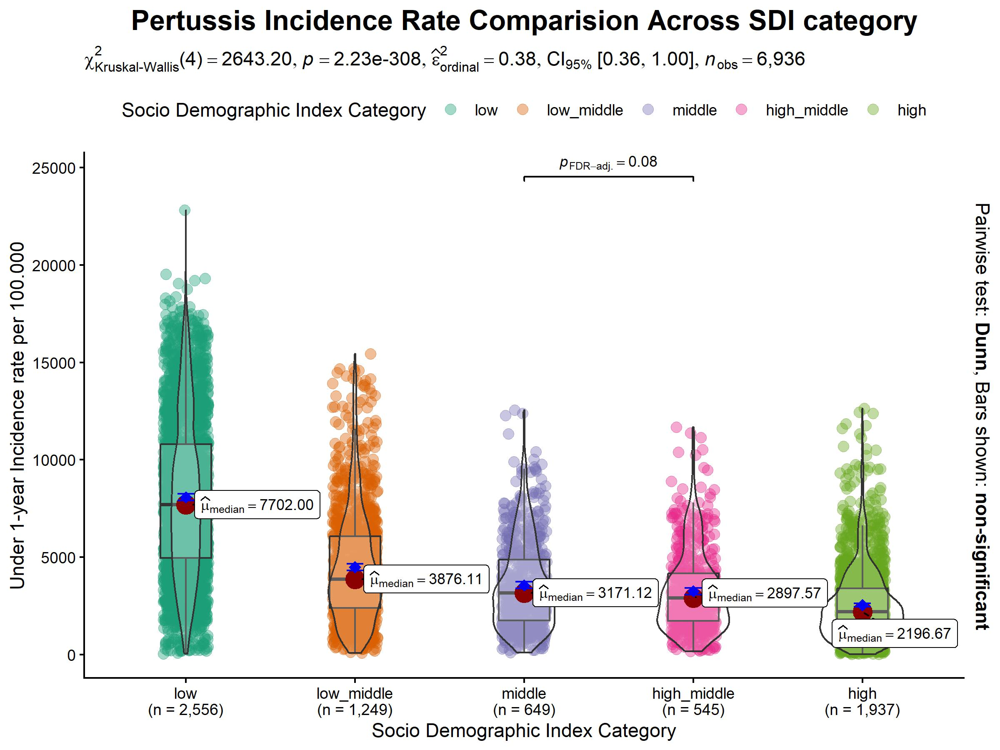 Pertussis Incidence Rate Comparision Across SDI category
χ²Kruskal-Wallis(4) = 2643.20, p = 2.23e-308, ε̂²ordinal = 0.38, CI95% [0.36, 1.00], nobs = 6,936
Socio Demographic Index Category low low_middle middle high_middle high
pFDR−adj. = 0.08
25000
20000
15000
10000
5000
0
Under 1-year Incidence rate per 100.000
μ̂median = 7702.00
μ̂median = 3876.11
μ̂median = 3171.12
μ̂median = 2897.57
μ̂median = 2196.67
Pairwise test: Dunn, Bars shown: non-significant
low low_middle middle high_middle high
(n = 2,556) (n = 1,249) (n = 649) (n = 545) (n = 1,937)
Socio Demographic Index Category